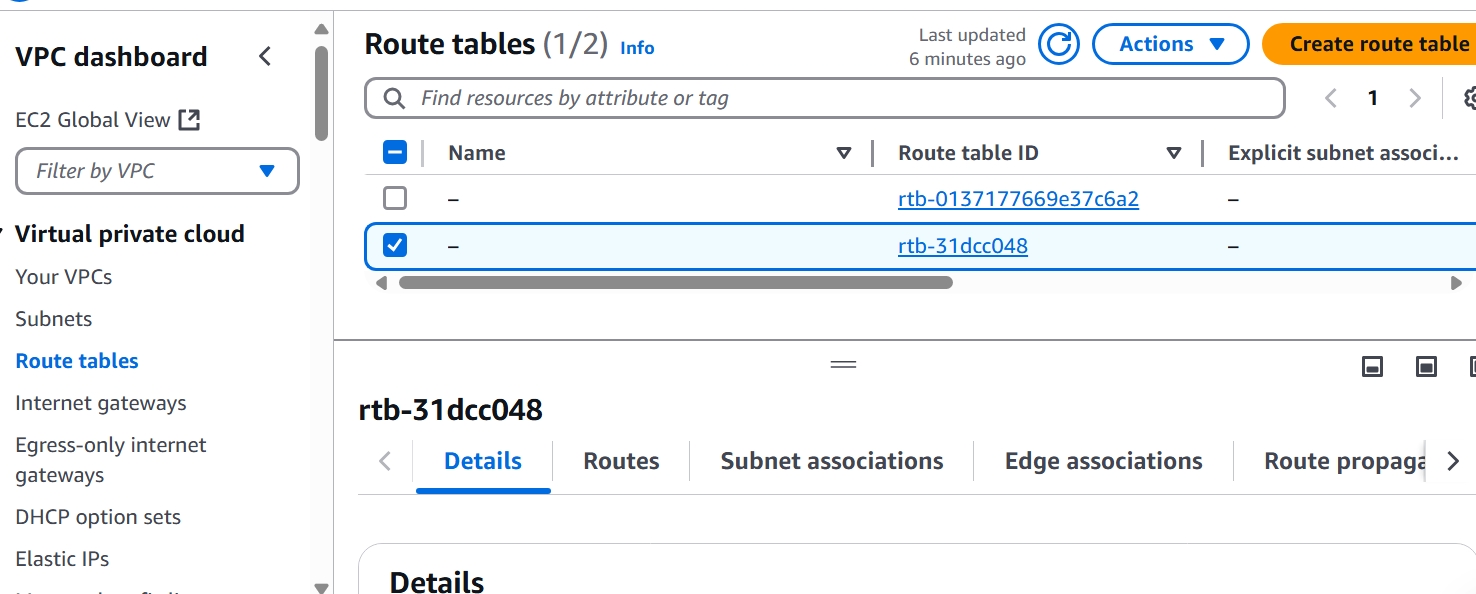 VPC dashboard
EC2 Global View
Filter by VPC
Virtual private cloud
Your VPCs
Subnets
Route tables
Internet gateways
Egress-only internet
gateways
DHCP option sets
Elastic IPs
Route tables (1/2) Info
Last updated
6 minutes ago
Actions
Create route table
Find resources by attribute or tag
1
Name Route table ID Explicit subnet associ...
– rtb-0137177669e37c6a2 –
– rtb-31dcc048 –
rtb-31dcc048
Details Routes Subnet associations Edge associations Route propaga
Details